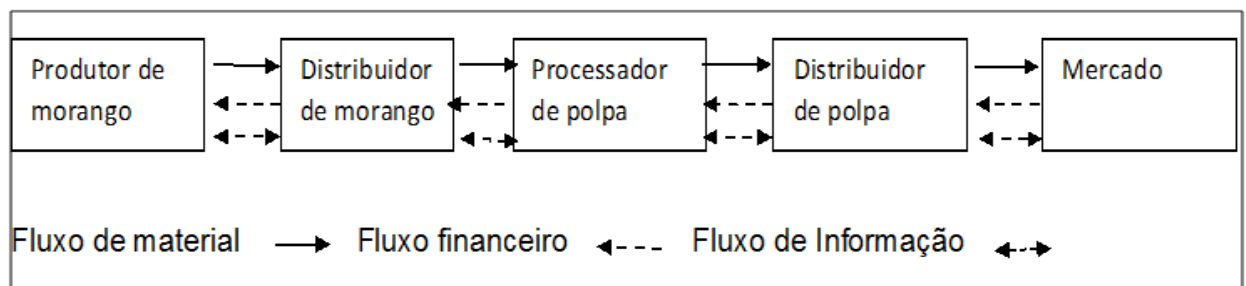 Produtor de
morango
Distribuidor
de morango
Processador
de polpa
Distribuidor
de polpa
Mercado
Fluxo de material
Fluxo financeiro
Fluxo de Informação